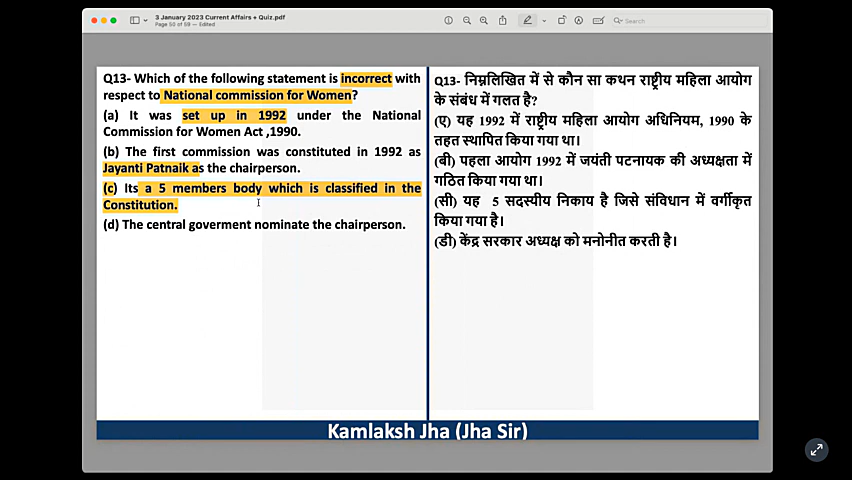 3 January 2023 Current Affairs + Quiz.pdf
Page 50 of 59 – Edited
Search
Q13- Which of the following statement is incorrect with
respect to National commission for Women?
(a) It was set up in 1992 under the National
Commission for Women Act ,1990.
(b) The first commission was constituted in 1992 as
Jayanti Patnaik as the chairperson.
(c) Its a 5 members body which is classified in the
Constitution.
(d) The central goverment nominate the chairperson.
Q13- निम्नलिखित में से कौन सा कथन राष्ट्रीय महिला आयोग
के संबंध में गलत है?
(ए) यह 1992 में राष्ट्रीय महिला आयोग अधिनियम, 1990 के
तहत स्थापित किया गया था।
(बी) पहला आयोग 1992 में जयंती पटनायक की अध्यक्षता में
गठित किया गया था।
(सी) यह 5 सदस्यीय निकाय है जिसे संविधान में वर्गीकृत
किया गया है।
(डी) केंद्र सरकार अध्यक्ष को मनोनीत करती है।
Kamlaksh Jha (Jha Sir)